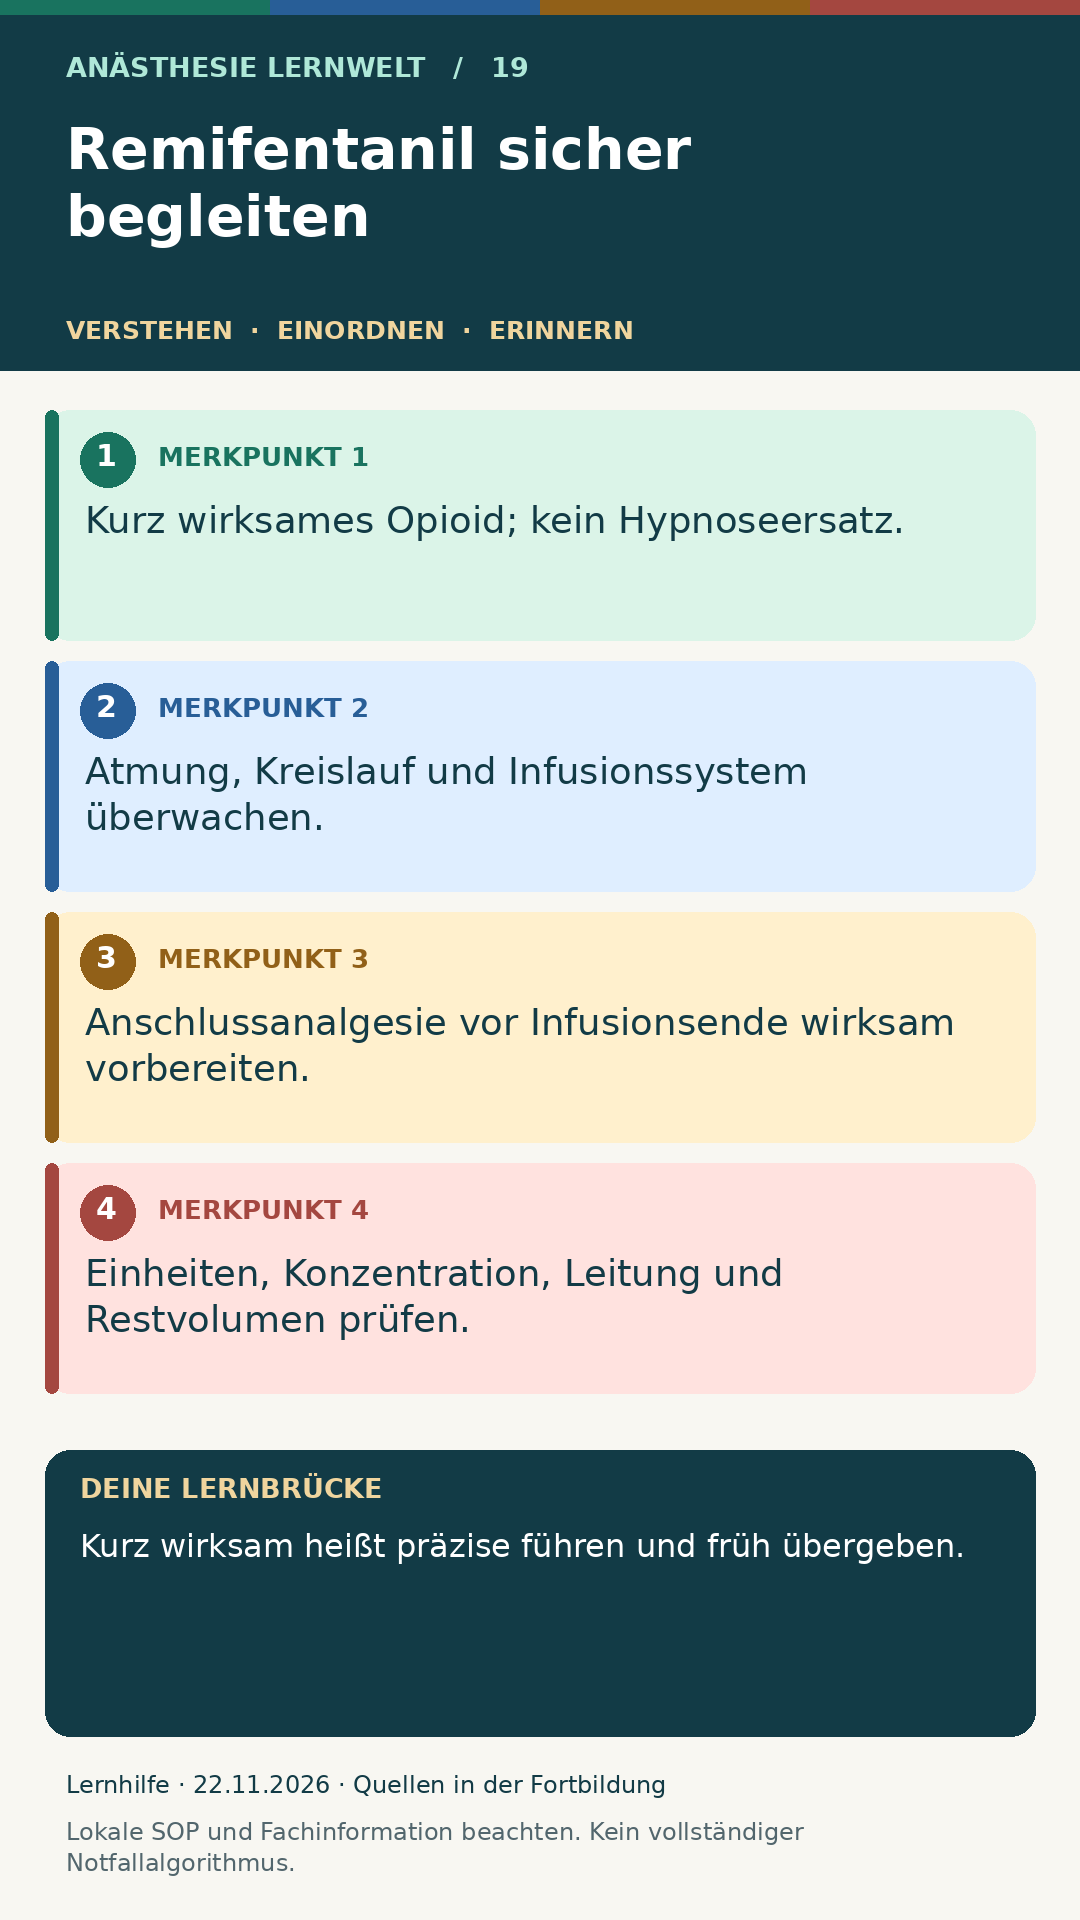 ANÄSTHESIE LERNWELT / 19
Remifentanil sicher
begleiten
VERSTEHEN · EINORDNEN · ERINNERN
1 MERKPUNKT 1
Kurz wirksames Opioid; kein Hypnoseersatz.
2 MERKPUNKT 2
Atmung, Kreislauf und Infusionssystem
überwachen.
3 MERKPUNKT 3
Anschlussanalgesie vor Infusionsende wirksam
vorbereiten.
4 MERKPUNKT 4
Einheiten, Konzentration, Leitung und
Restvolumen prüfen.
DEINE LERNBRÜCKE
Kurz wirksam heißt präzise führen und früh übergeben.
Lernhilfe · 22.11.2026 · Quellen in der Fortbildung
Lokale SOP und Fachinformation beachten. Kein vollständiger
Notfallalgorithmus.